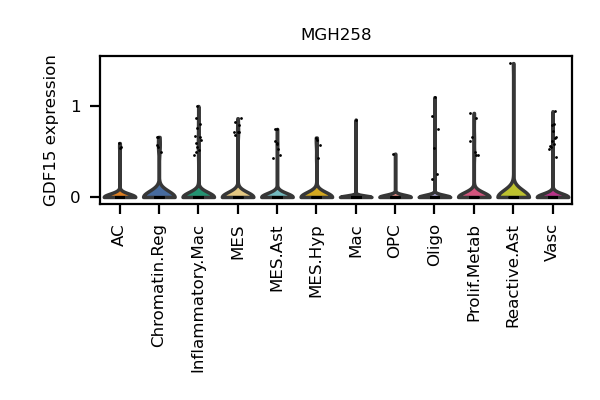 MGH258
GDF15 expression
1
0
AC
Chromatin.Reg
Inflammatory.Mac
MES
MES.Ast
MES.Hyp
Mac
OPC
Oligo
Prolif.Metab
Reactive.Ast
Vasc